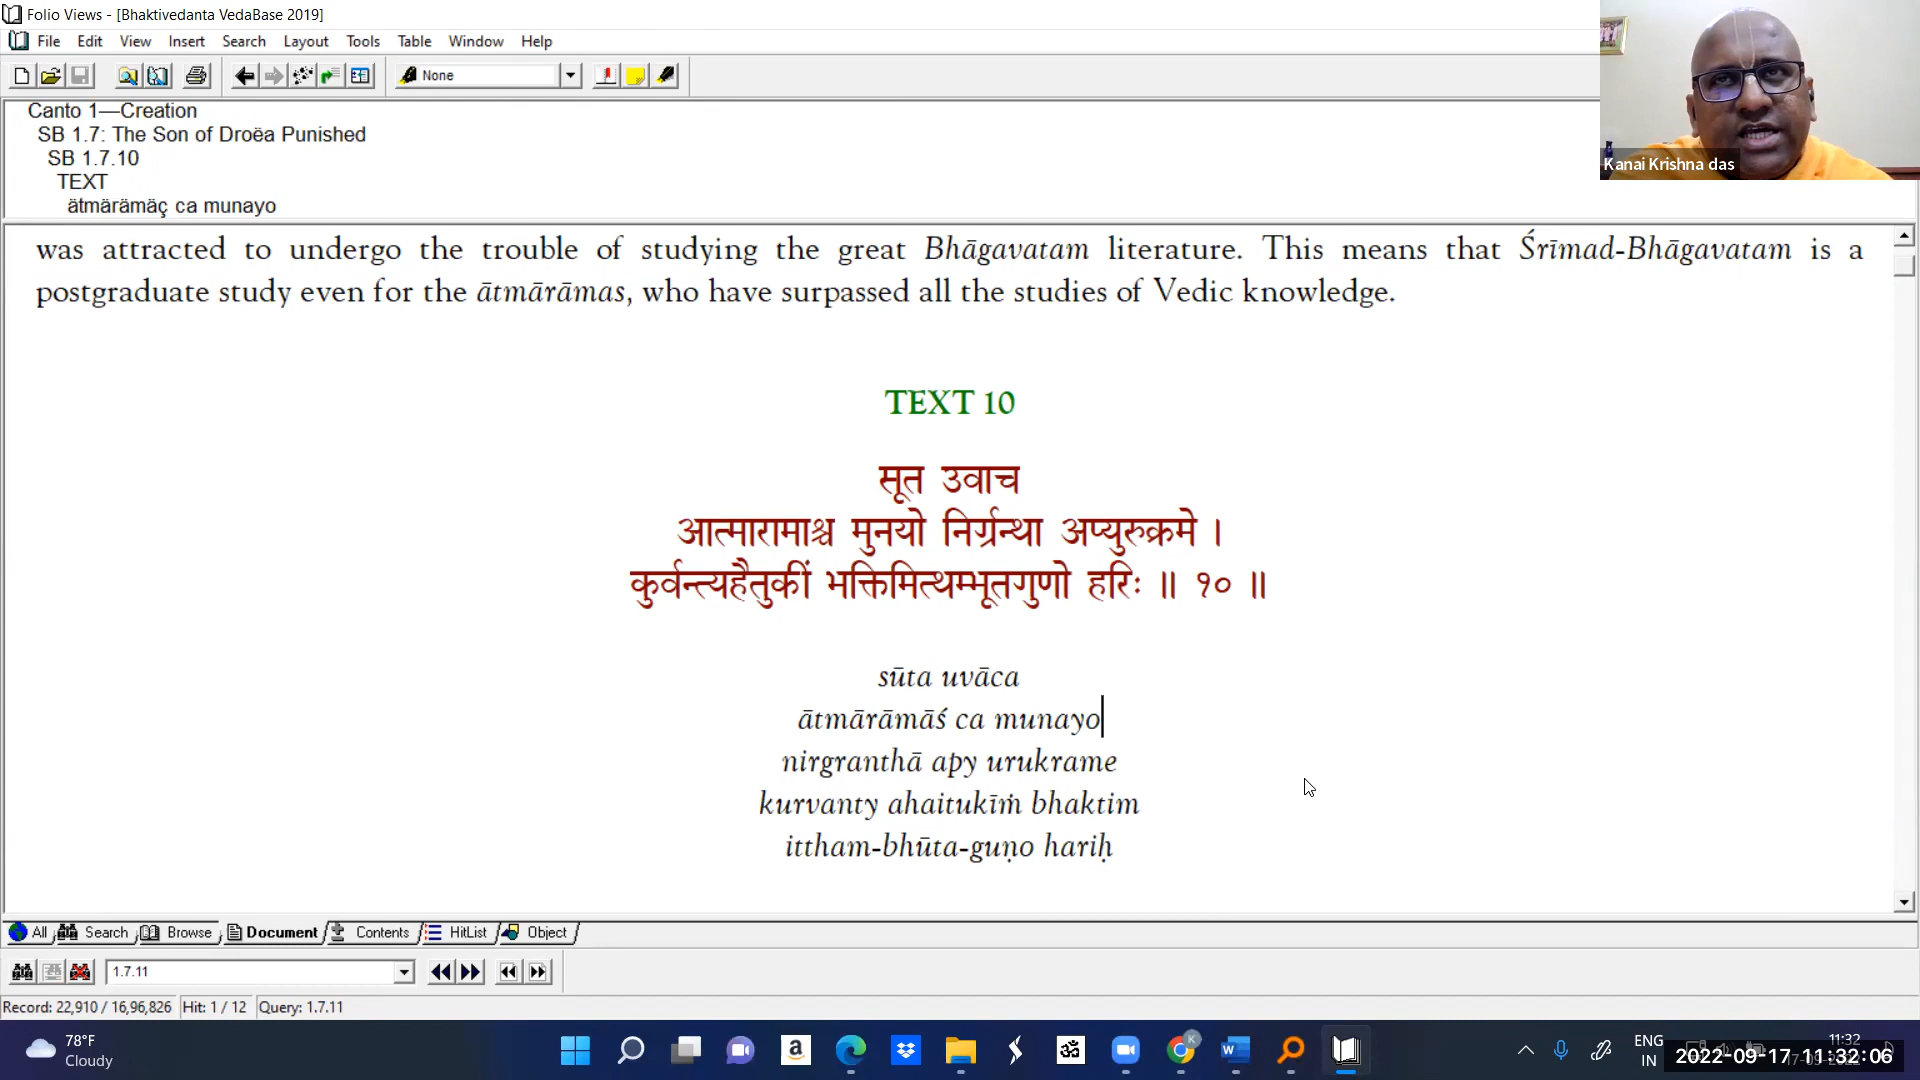 Folio Views - [Bhaktivedanta VedaBase 2019]
File Edit View Insert Search Layout Tools Table Window Help
None
Canto 1—Creation
SB 1.7: The Son of Droëa Punished
SB 1.7.10
TEXT
ätmärämäç ca munayo
Kanai Krishna das
was attracted to undergo the trouble of studying the great Bhāgavatam literature. This means that Śrīmad-Bhāgavatam is a
postgraduate study even for the ātmārāmas, who have surpassed all the studies of Vedic knowledge.
TEXT 10
सूत उवाच
आत्मारामाश्च मुनयो निर्ग्रन्था अप्युरुक्रमे ।
कुर्वन्त्यहैतुकीं भक्तिमित्थम्भूतगुणो हरिः ॥ १० ॥
sūta uvāca
ātmārāmāś ca munayo
nirgranthā apy urukrame
kurvanty ahaitukīṁ bhaktim
ittham-bhūta-guṇo hariḥ
All Search Browse Document Contents HitList Object
1.7.11
Record: 22,910 / 16,96,826 Hit: 1 / 12 Query: 1.7.11
78°F
Cloudy
ENG
IN
11:32
2022-09-17 11:32:06